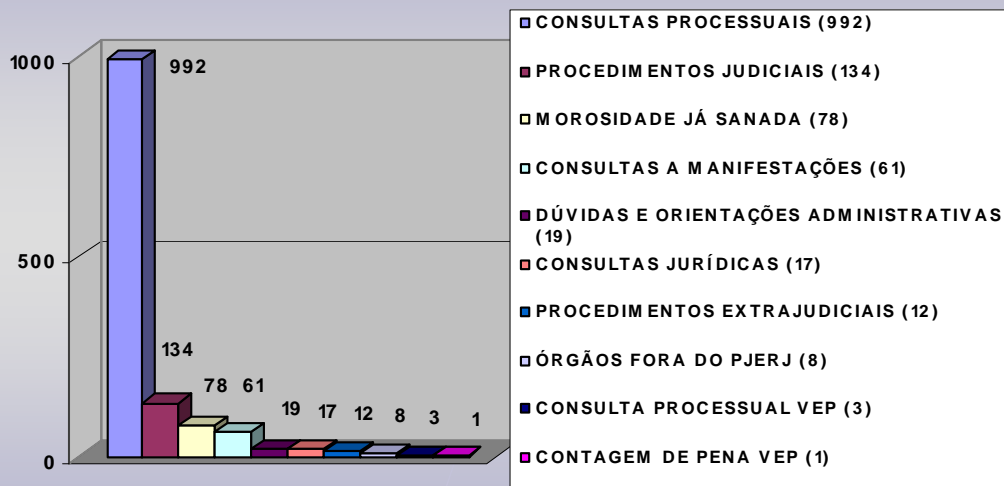 1000
500
0
992
134
78
61
19
17
12
8
3
1
CONSULTAS PROCESSUAIS (992)
PROCEDIMENTOS JUDICIAIS (134)
MOROSIDADE JÁ SANADA (78)
CONSULTAS A MANIFESTAÇÕES (61)
DÚVIDAS E ORIENTAÇÕES ADMINISTRATIVAS
(19)
CONSULTAS JURÍDICAS (17)
PROCEDIMENTOS EXTRAJUDICIAIS (12)
ÓRGÃOS FORA DO PJERJ (8)
CONSULTA PROCESSUAL VEP (3)
CONTAGEM DE PENA VEP (1)